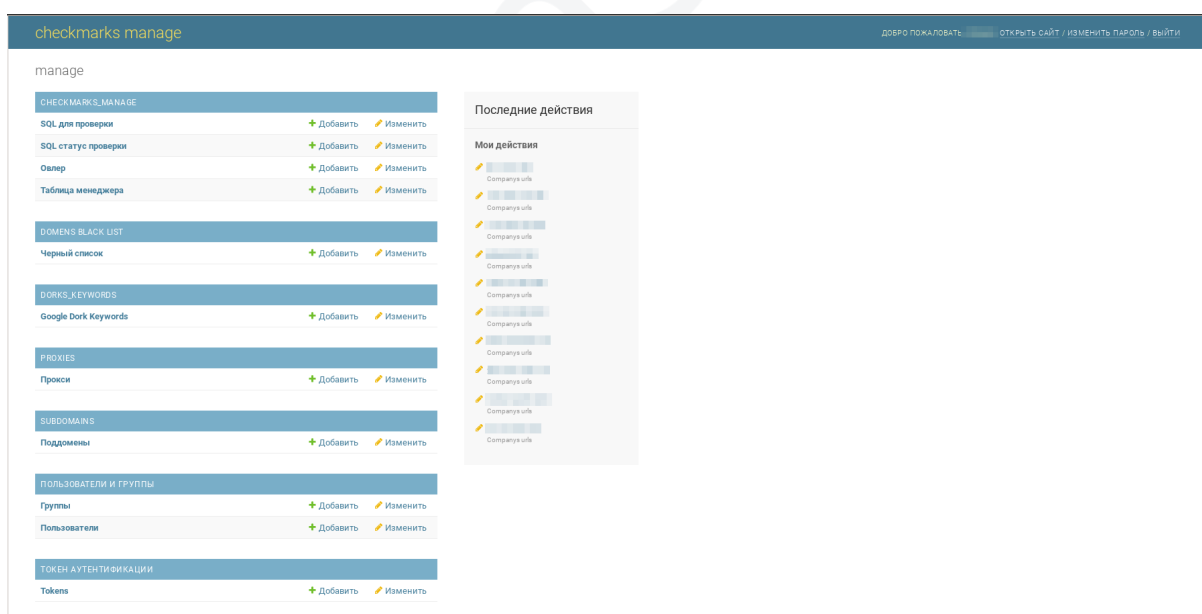 checkmarks manage
ДОБРО ПОЖАЛОВАТЬ, ОТКРЫТЬ САЙТ / ИЗМЕНИТЬ ПАРОЛЬ / ВЫЙТИ
manage
CHECKMARKS_MANAGE
SQL для проверки + Добавить Изменить
SQL статус проверки + Добавить Изменить
Овлер + Добавить Изменить
Таблица менеджера + Добавить Изменить
DOMENS BLACK LIST
Черный список + Добавить Изменить
DORKS_KEYWORDS
Google Dork Keywords + Добавить Изменить
PROXIES
Прокси + Добавить Изменить
SUBDOMAINS
Поддомены + Добавить Изменить
ПОЛЬЗОВАТЕЛИ И ГРУППЫ
Группы + Добавить Изменить
Пользователи + Добавить Изменить
ТОКЕН АУТЕНТИФИКАЦИИ
Tokens + Добавить Изменить
Последние действия
Мои действия
Companys urls
Companys urls
Companys urls
Companys urls
Companys urls
Companys urls
Companys urls
Companys urls
Companys urls
Companys urls